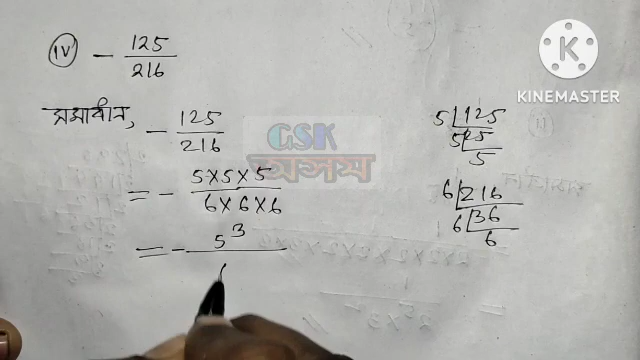 (iv) - 125/216
সমাধান, - 125/216
= - 5×5×5/6×6×6
= - 5³/
5 | 125
5 | 25
5
6 | 216
6 | 36
6
GSK
অসময়
KINEMASTER